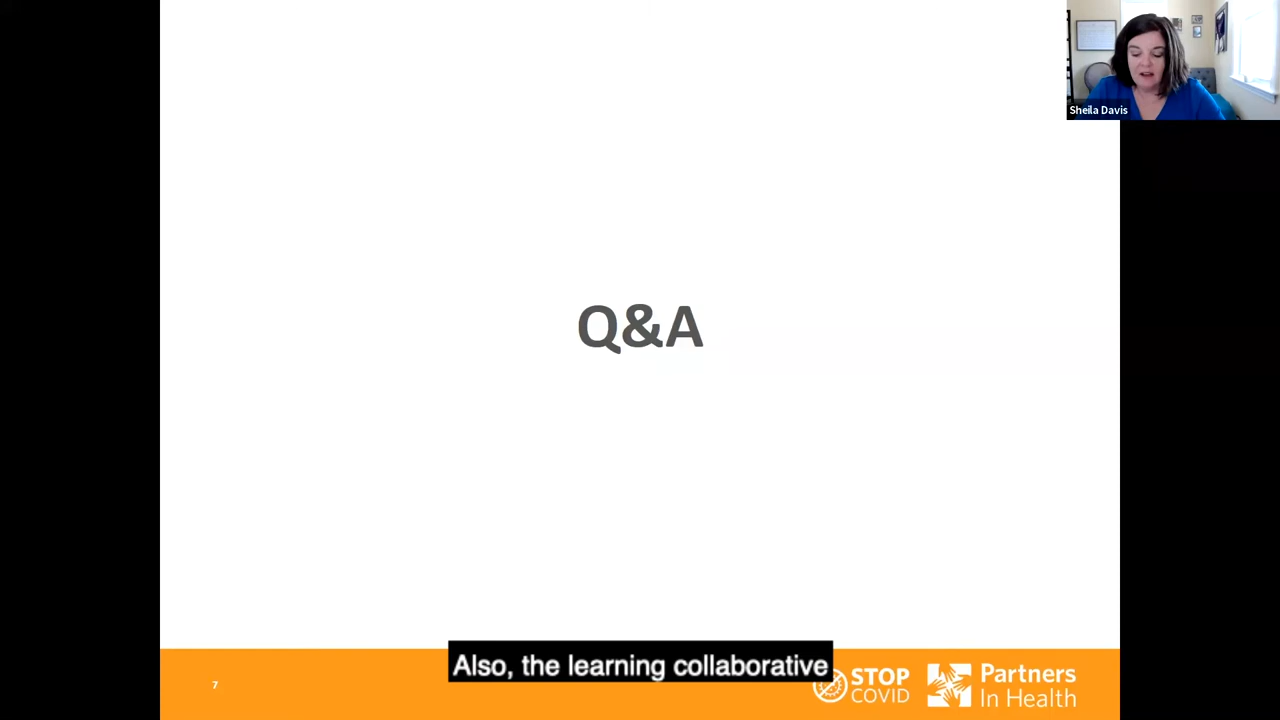 Sheila Davis
Q&A
Also, the learning collaborative
7
STOP
COVID
Partners
In Health